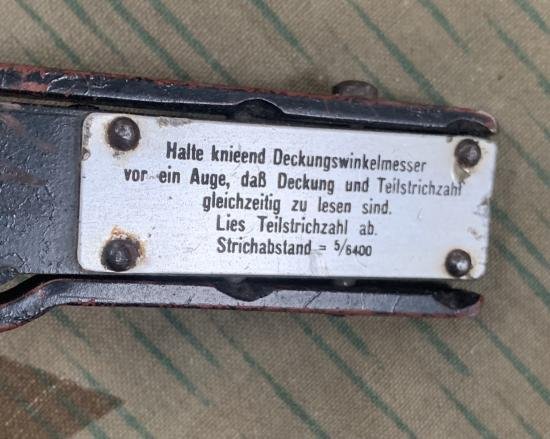 Halte knieend Deckungswinkelmesser
vor ein Auge, daß Deckung und Teilstrichzahl
gleichzeitig zu lesen sind.
Lies Teilstrichzahl ab.
Strichabstand = 5/6400